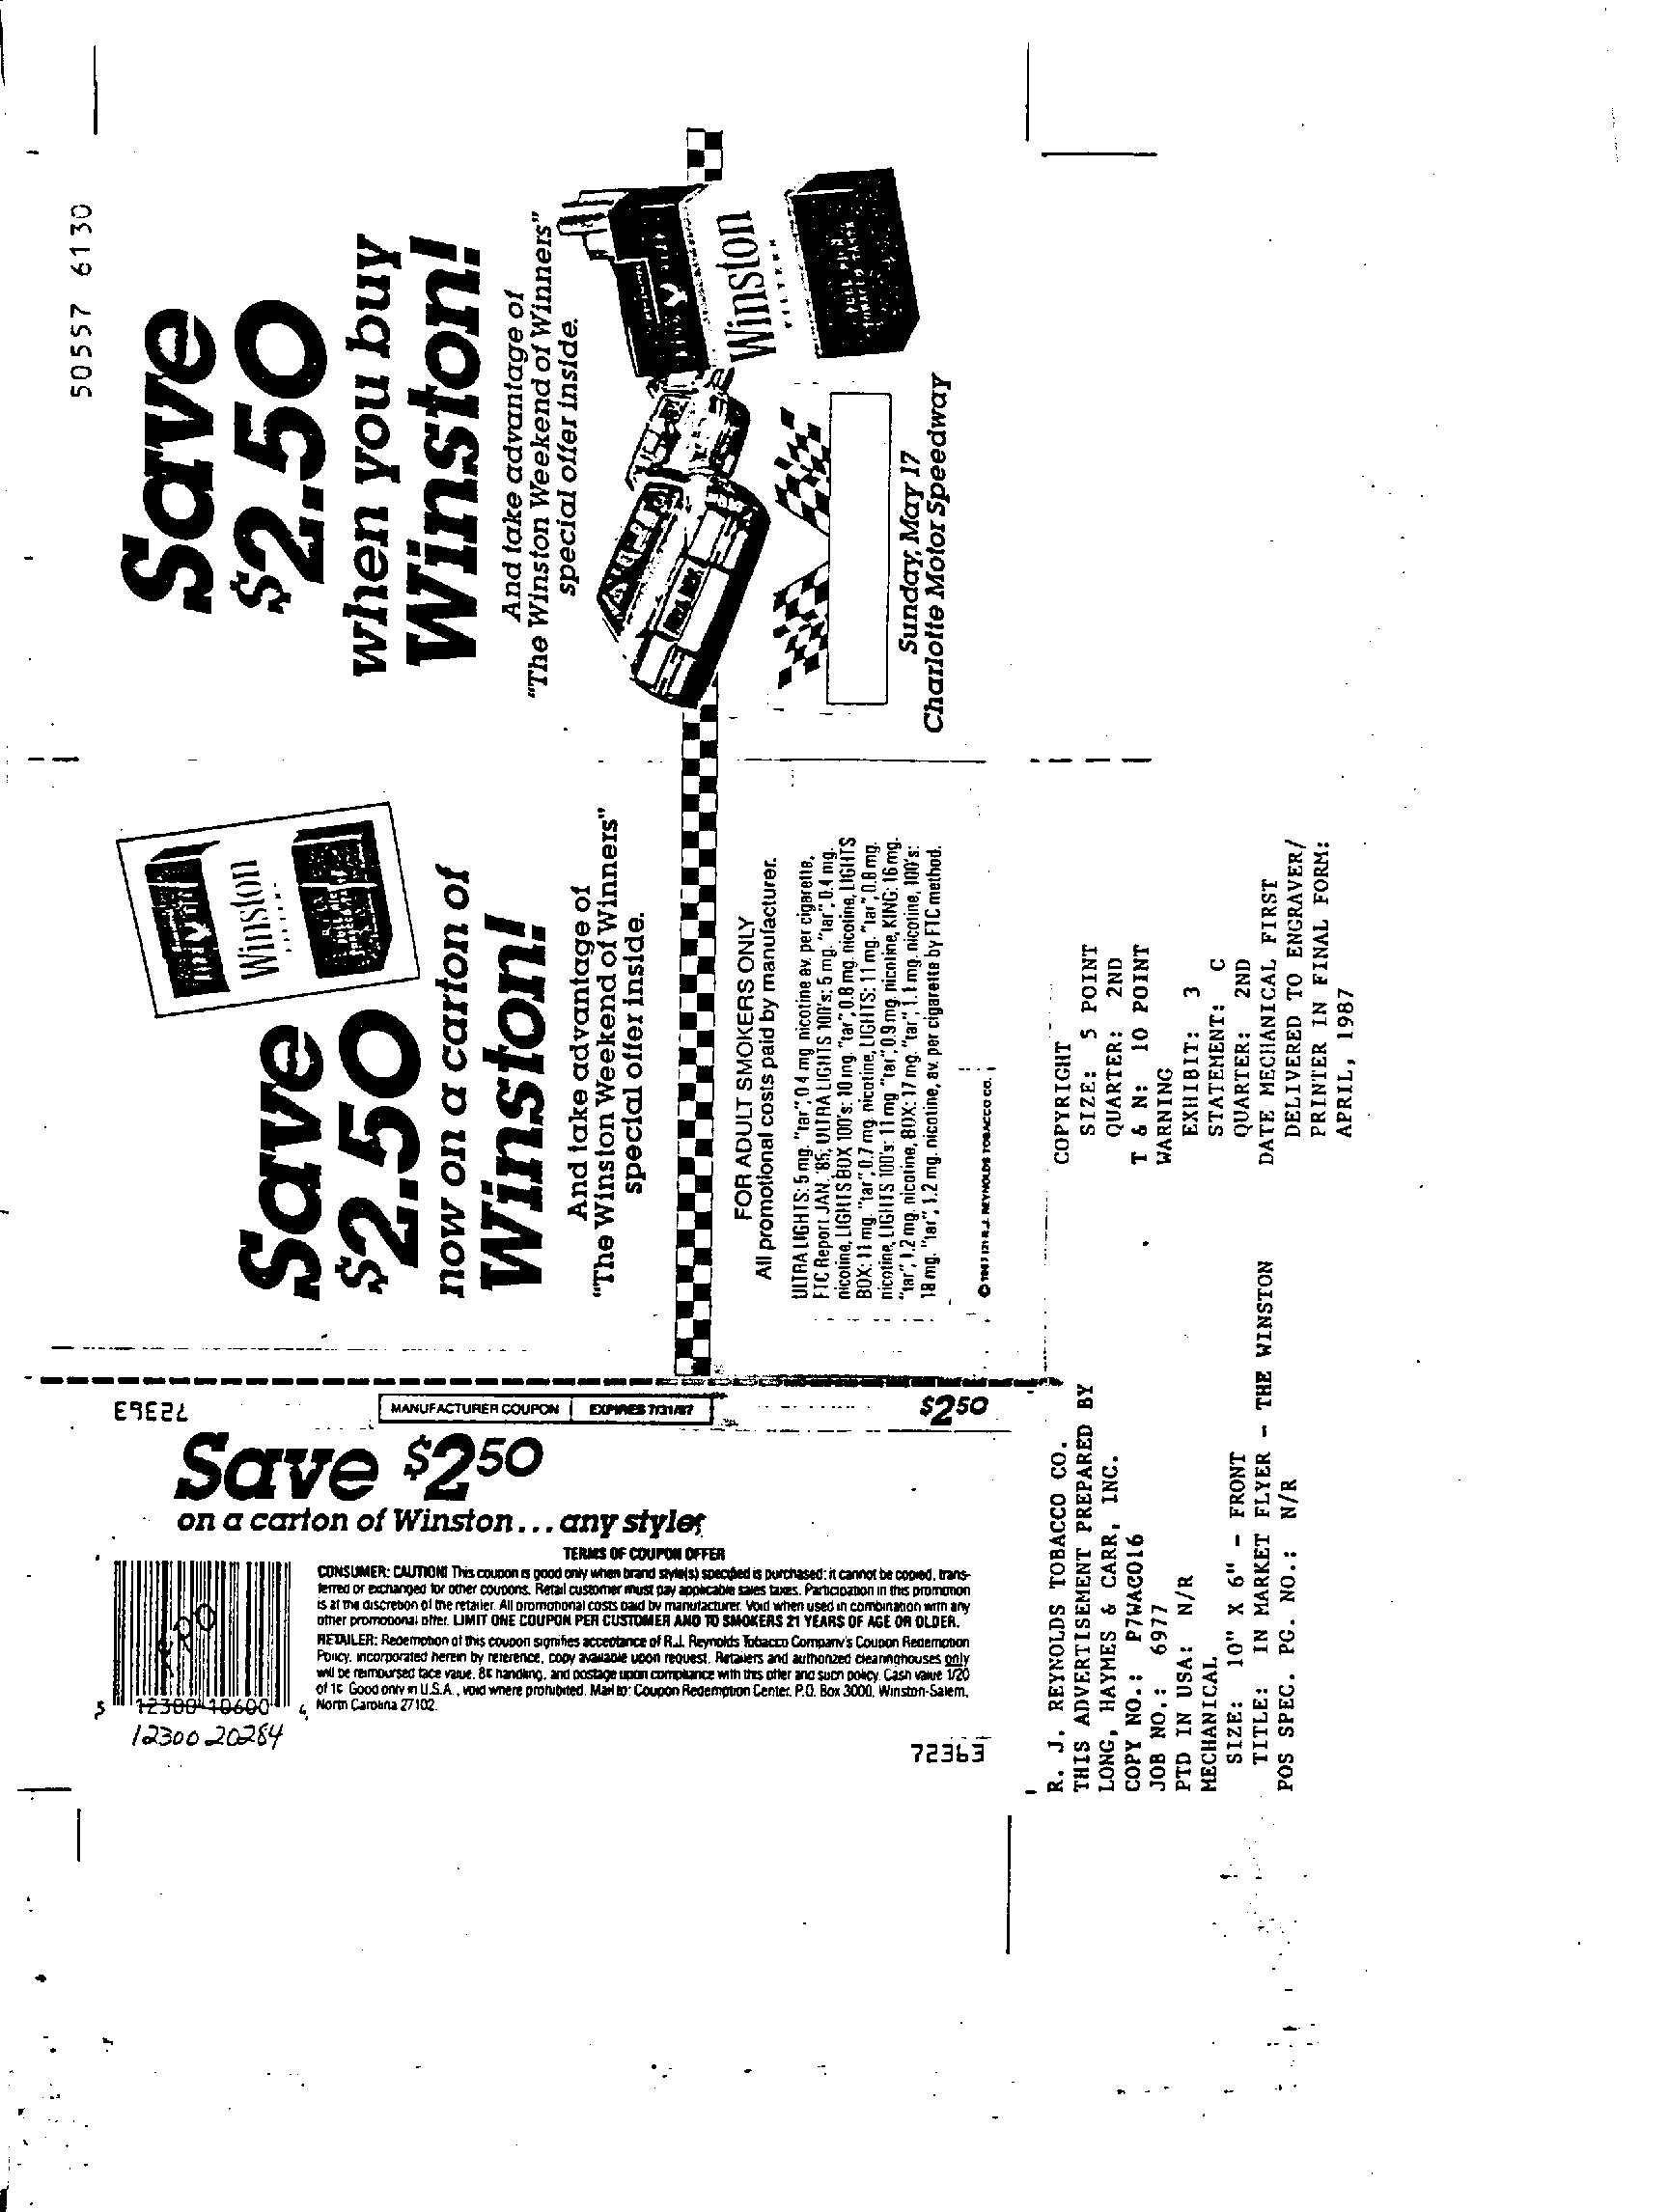 50557 6130
Save
$2.50
when you buy
Winston!
And take advantage of
"The Winston Weekend of Winners"
special offer inside.
Winston
FILTERS
Sunday, May 17
Charlotte Motor Speedway
Winston
Save
$2.50
now on a carton of
Winston!
And take advantage of
"The Winston Weekend of Winners"
special offer inside.
FOR ADULT SMOKERS ONLY
All promotional costs paid by manufacturer.
ULTRA LIGHTS: 5 mg. "tar", 0.4 mg nicotine av. per cigarette,
FTC Report JAN. '85; ULTRA LIGHTS 100's: 5 mg. "tar", 0.4 mg.
nicotine, LIGHTS BOX 100's: 10 mg. "tar", 0.8 mg. nicotine, LIGHTS
BOX: 11 mg. "tar", 0.7 mg. nicotine, LIGHTS: 11 mg. "tar", 0.8 mg.
nicotine, LIGHTS 100's: 11 mg "tar", 0.9 mg. nicotine, KING: 16 mg.
"tar", 1.2 mg. nicotine, BOX: 17 mg. "tar", 1.1 mg. nicotine, 100's:
18 mg. "tar", 1.2 mg. nicotine, av. per cigarette by FTC method.
© 1987 R.J. REYNOLDS TOBACCO CO.
72363
MANUFACTURER COUPON
EXPIRES 7/31/87
$2 50
Save $2 50
on a carton of Winston... any style.
TERMS OF COUPON OFFER
CONSUMER: CAUTION! This coupon is good only when brand style(s) specified is purchased: it cannot be copied, trans-
ferred or exchanged for other coupons. Retail customer must pay applicable sales taxes. Participation in this promotion
is at the discretion of the retailer. All promotional costs paid by manufacturer. Void when used in combination with any
other promotional offer. LIMIT ONE COUPON PER CUSTOMER AND TO SMOKERS 21 YEARS OF AGE OR OLDER.
RETAILER: Redemption of this coupon signifies acceptance of R.J. Reynolds Tobacco Company's Coupon Redemption
Policy, incorporated herein by reference, copy available upon request. Retailers and authorized clearinghouses only
will be reimbursed face value, 8¢ handling, and postage upon compliance with this offer and such policy. Cash value 1/20
of 1¢. Good only in U.S.A., void where prohibited. Mail to: Coupon Redemption Center, P.O. Box 3000, Winston-Salem,
North Carolina 27102.
5 12300 10600 4
12300 20284
72363
R. J. REYNOLDS TOBACCO CO.
THIS ADVERTISEMENT PREPARED BY
LONG, HAYMES & CARR, INC.
COPY NO.: P7WACO16
JOB NO.: 6977
PTD IN USA: N/R
MECHANICAL
SIZE: 10" X 6" - FRONT
TITLE: IN MARKET FLYER - THE WINSTON
POS SPEC. PG. NO.: N/R
COPYRIGHT
SIZE: 5 POINT
QUARTER: 2ND
T & N: 10 POINT
WARNING
EXHIBIT: 3
STATEMENT: C
QUARTER: 2ND
DATE MECHANICAL FIRST
DELIVERED TO ENGRAVER/
PRINTER IN FINAL FORM:
APRIL, 1987